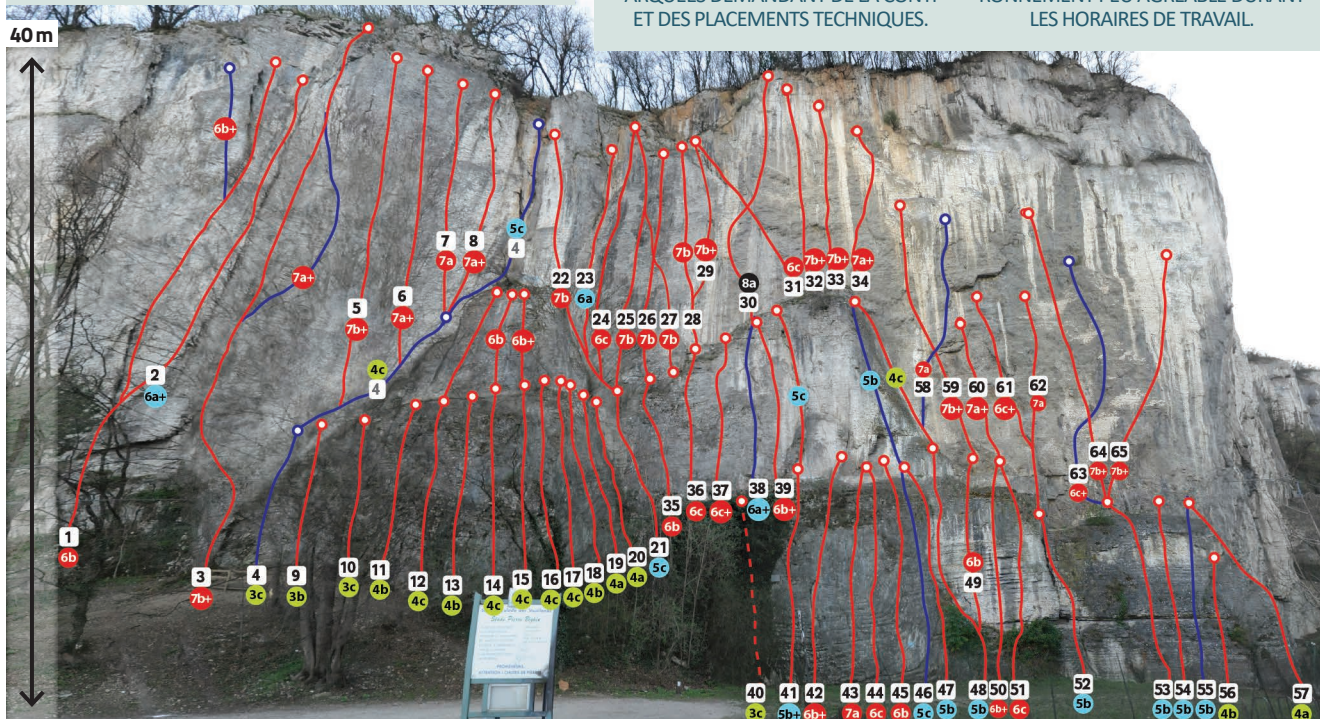 ET DES PLACEMENTS TECHNIQUES.
LES HORAIRES DE TRAVAIL.
40 m
6b+
7a+
5
7b+
6
7a+
7
7a
8
7a+
5c
4
4c
4
2
6a+
1
6b
3
7b+
4
3c
9
3b
10
3c
11
4b
12
4c
13
4b
14
4c
15
4c
16
4c
17
4c
18
4b
19
4a
20
4a
21
5c
6b
6b+
22
7b
23
6a
24
6c
25
7b
26
7b
27
7b
28
7b
7b+
29
8a
30
6c
31
7b+
32
7b+
33
7a+
34
35
6b
36
6c
37
6c+
38
6a+
39
6b+
5c
5b
4c
7a
58
59
7b+
60
7a+
61
6c+
62
7a
63
6c+
64
7b+
65
7b+
6b
49
40
3c
41
5b+
42
6b+
43
7a
44
6c
45
6b
46
5c
47
5b
48
5b
50
6b+
51
6c
52
5b
53
5b
54
5b
55
5b
56
4b
57
4a